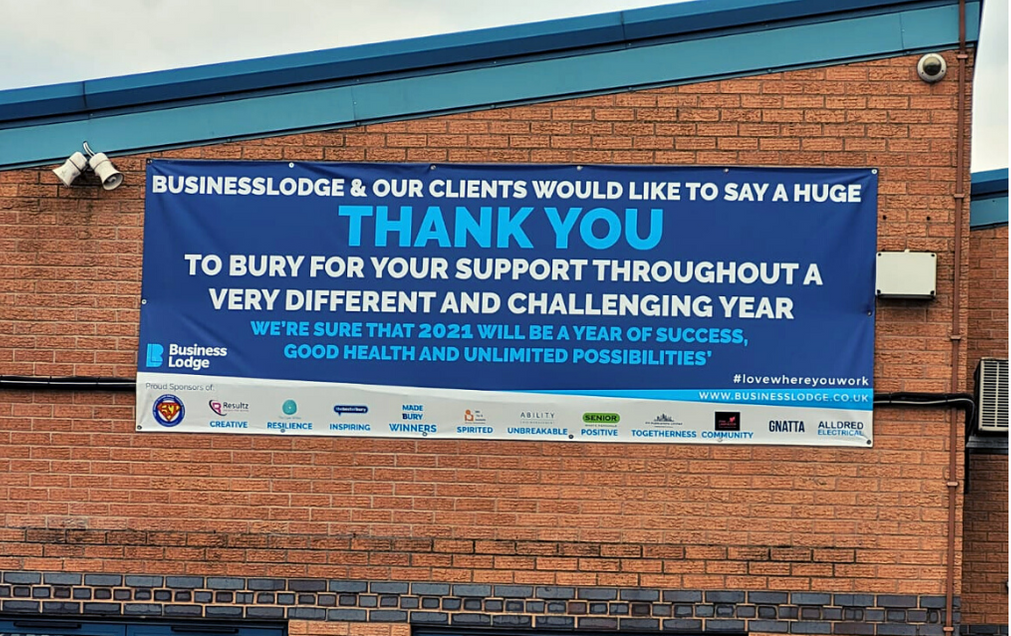 BUSINESSLODGE & OUR CLIENTS WOULD LIKE TO SAY A HUGE
THANK YOU
TO BURY FOR YOUR SUPPORT THROUGHOUT A
VERY DIFFERENT AND CHALLENGING YEAR
WE'RE SURE THAT 2021 WILL BE A YEAR OF SUCCESS,
GOOD HEALTH AND UNLIMITED POSSIBILITIES'
Business
Lodge
#lovewhereyouwork
WWW.BUSINESSLODGE.CO.UK
Proud Sponsors of:
Resultz
CREATIVE
RESILIENCE
INSPIRING
MADE
BURY
WINNERS
SPIRITED
ABILITY
UNBREAKABLE
SENIOR
POSITIVE
TOGETHERNESS
COMMUNITY
GNATTA
ALLDRED
ELECTRICAL